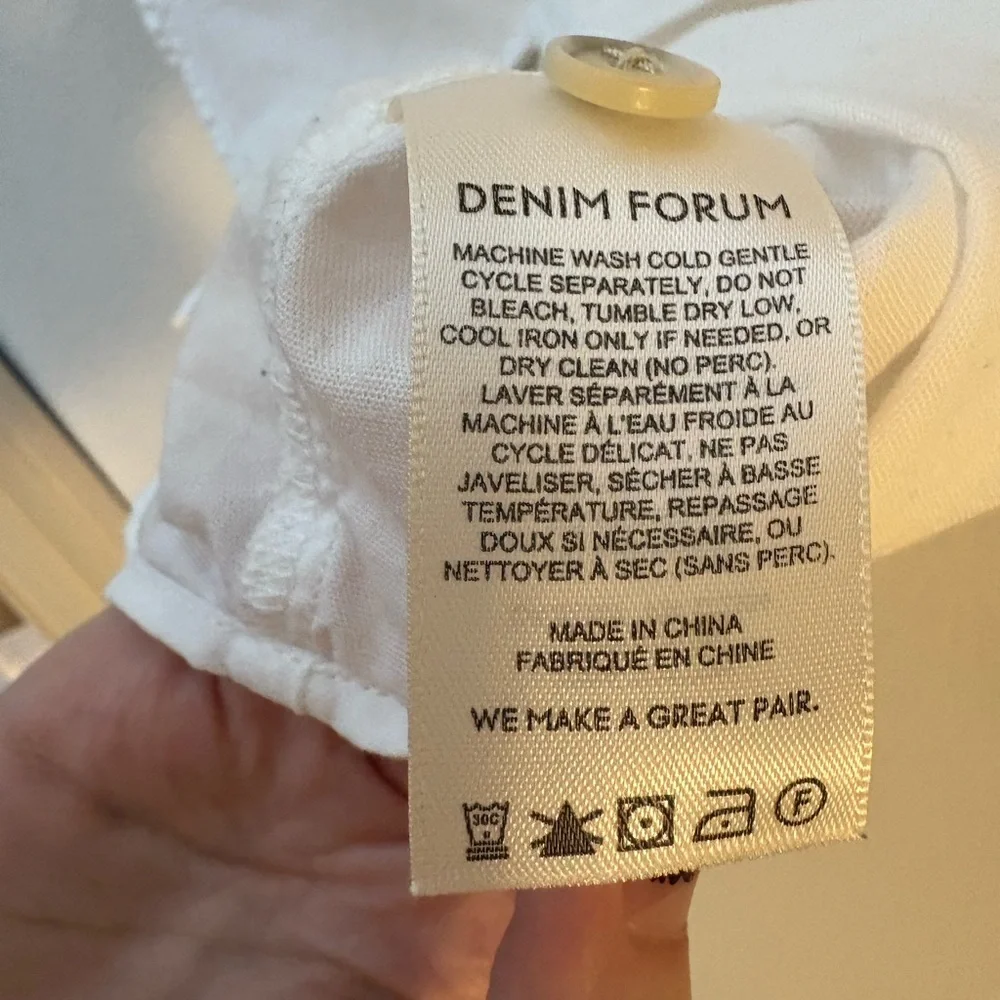 DENIM FORUM
MACHINE WASH COLD GENTLE
CYCLE SEPARATELY, DO NOT
BLEACH, TUMBLE DRY LOW,
COOL IRON ONLY IF NEEDED, OR
DRY CLEAN (NO PERC).
LAVER SÉPARÉMENT À LA
MACHINE À L'EAU FROIDE AU
CYCLE DÉLICAT, NE PAS
JAVELISER, SÉCHER À BASSE
TEMPÉRATURE, REPASSAGE
DOUX SI NÉCESSAIRE, OU
NETTOYER À SEC (SANS PERC).
MADE IN CHINA
FABRIQUÉ EN CHINE
WE MAKE A GREAT PAIR.
30C F